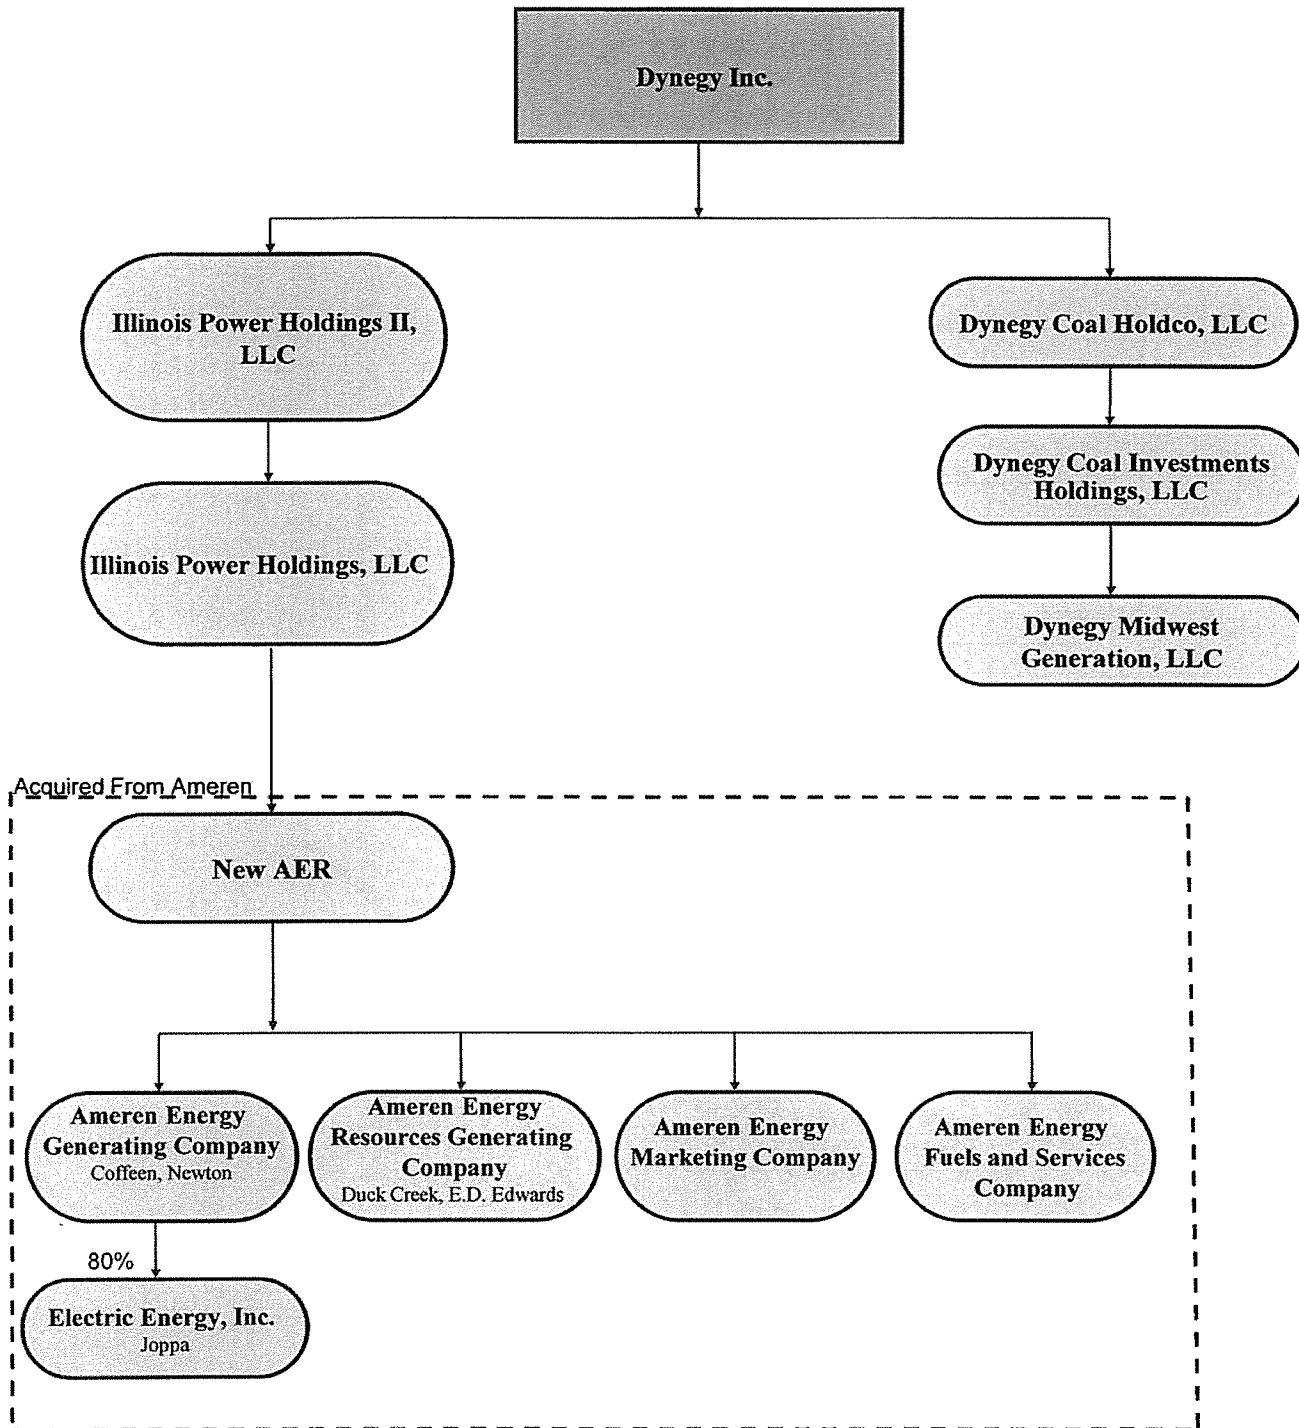 Dynegy Inc.
Illinois Power Holdings II,
LLC
Dynegy Coal Holdco, LLC
Dynegy Coal Investments
Holdings, LLC
Illinois Power Holdings, LLC
Dynegy Midwest
Generation, LLC
Acquired From Ameren
New AER
Ameren Energy
Generating Company
Coffeen, Newton
Ameren Energy
Resources Generating
Company
Duck Creek, E.D. Edwards
Ameren Energy
Marketing Company
Ameren Energy
Fuels and Services
Company
80%
Electric Energy, Inc.
Joppa